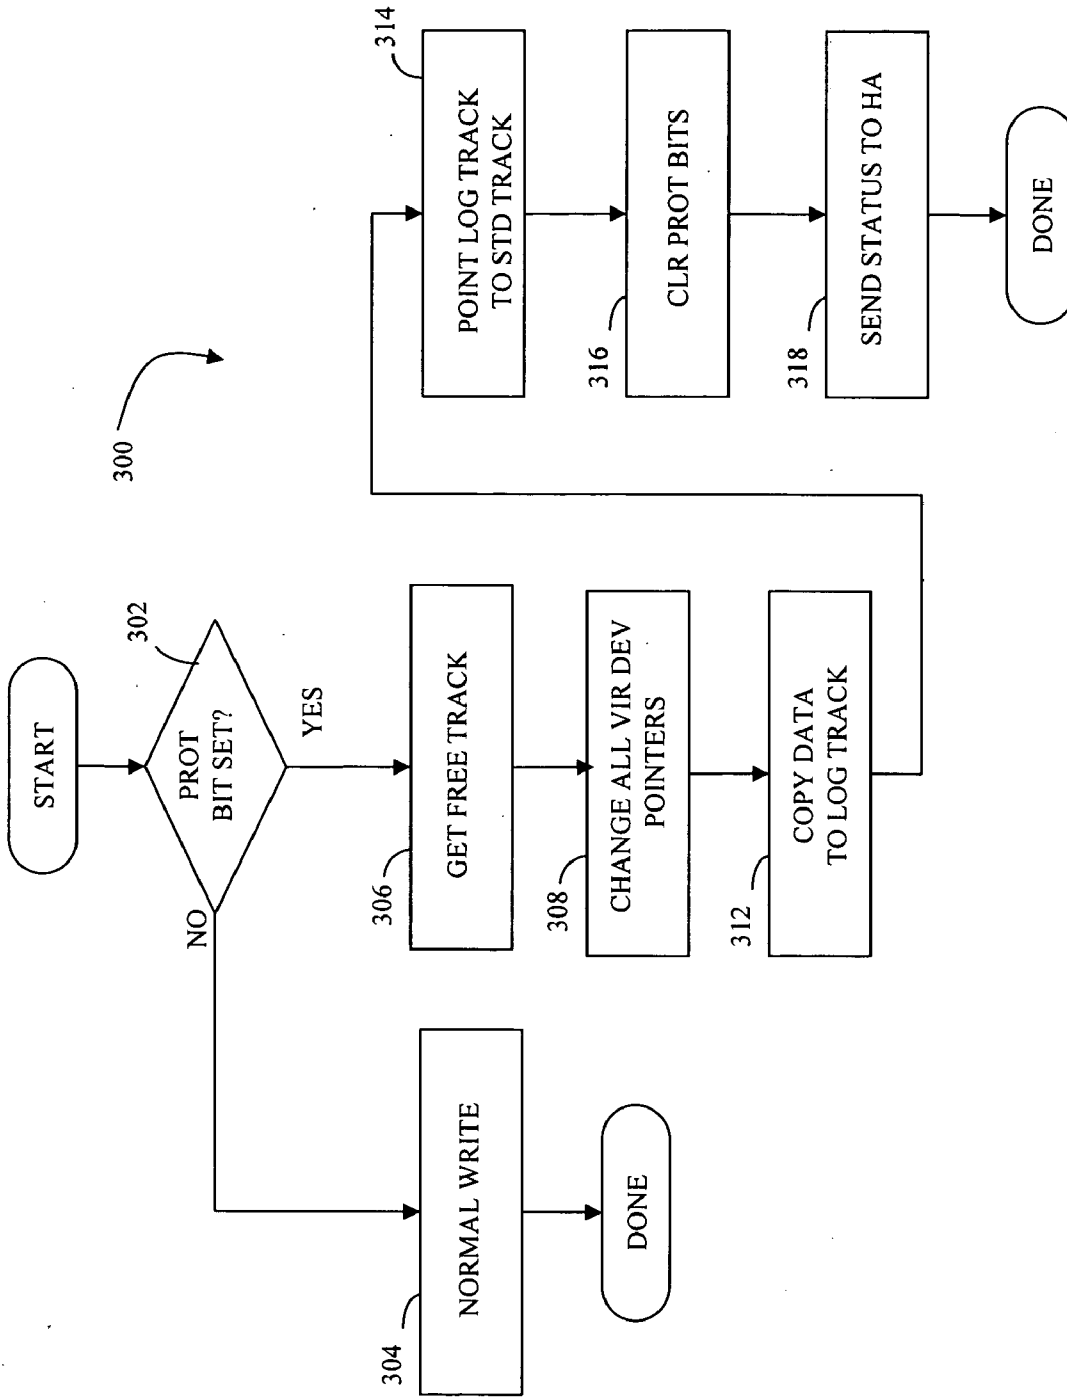 START
302
PROT
BIT SET?
NO
YES
300
304
NORMAL WRITE
DONE
306
GET FREE TRACK
308
CHANGE ALL VIR DEV
POINTERS
312
COPY DATA
TO LOG TRACK
314
POINT LOG TRACK
TO STD TRACK
316
CLR PROT BITS
318
SEND STATUS TO HA
DONE